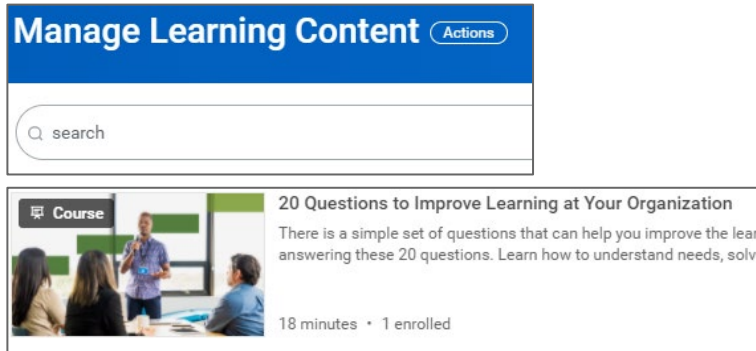 Manage Learning Content Actions
search
Course
20 Questions to Improve Learning at Your Organization
There is a simple set of questions that can help you improve the
answering these 20 questions. Learn how to understand needs,
18 minutes • 1 enrolled